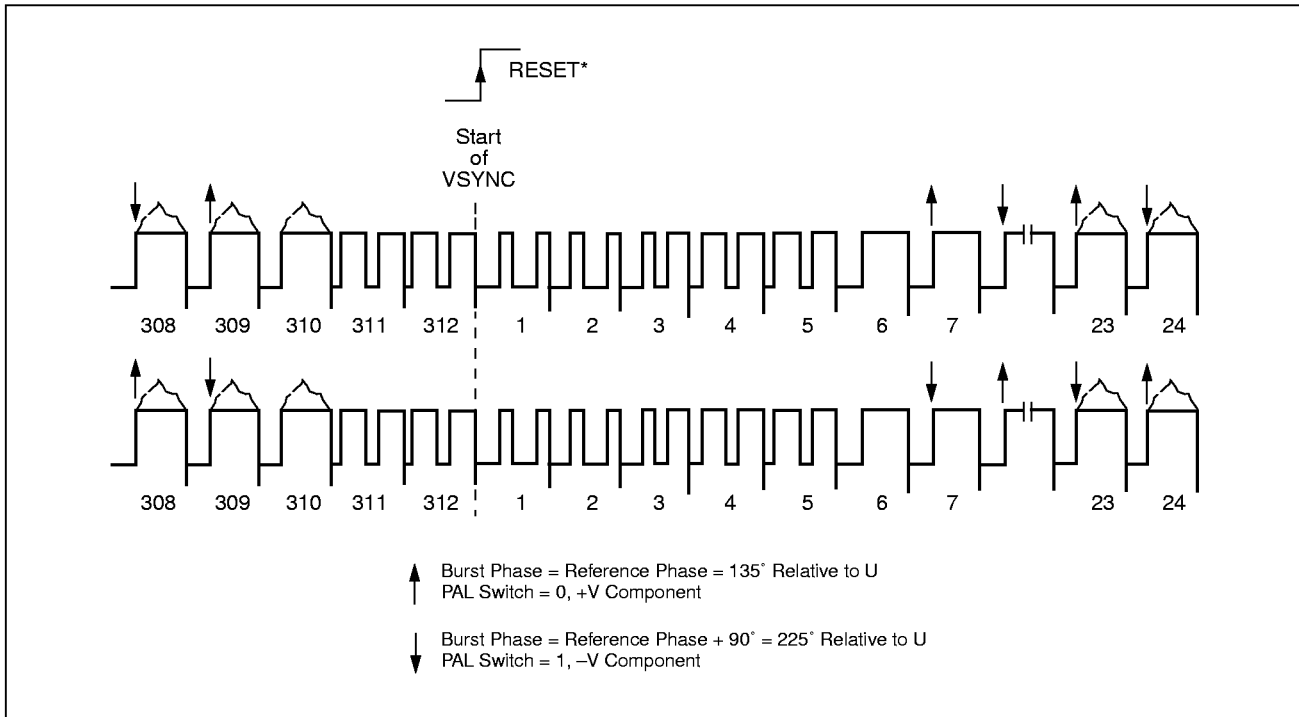 RESET*
Start
of
VSYNC
308 309 310 311 312 1 2 3 4 5 6 7 23 24
308 309 310 311 312 1 2 3 4 5 6 7 23 24
Burst Phase = Reference Phase = 135° Relative to U
PAL Switch = 0, +V Component
Burst Phase = Reference Phase + 90° = 225° Relative to U
PAL Switch = 1, –V Component